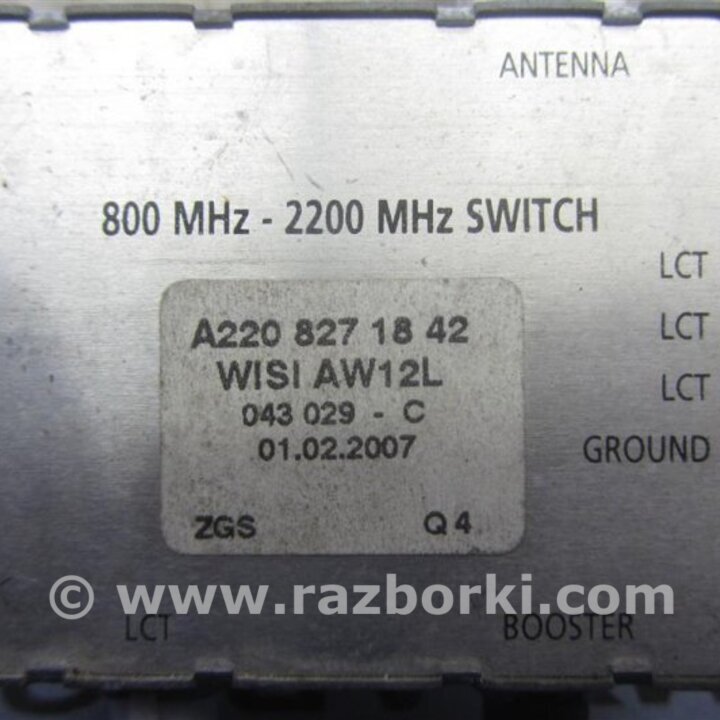 ANTENNA
800 MHz - 2200 MHz SWITCH
LCT
LCT
LCT
GROUND
A220 827 18 42
WISI AW12L
043 029 - C
01.02.2007
ZGS Q4
© www.razborki.com
LCT BOOSTER